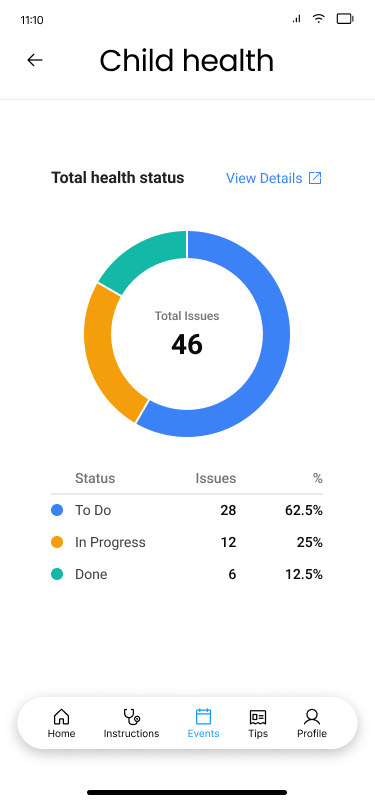 11:10
Child health
Total health status View Details
Total Issues
46
Status Issues %
To Do 28 62.5%
In Progress 12 25%
Done 6 12.5%
Home Instructions Events Tips Profile